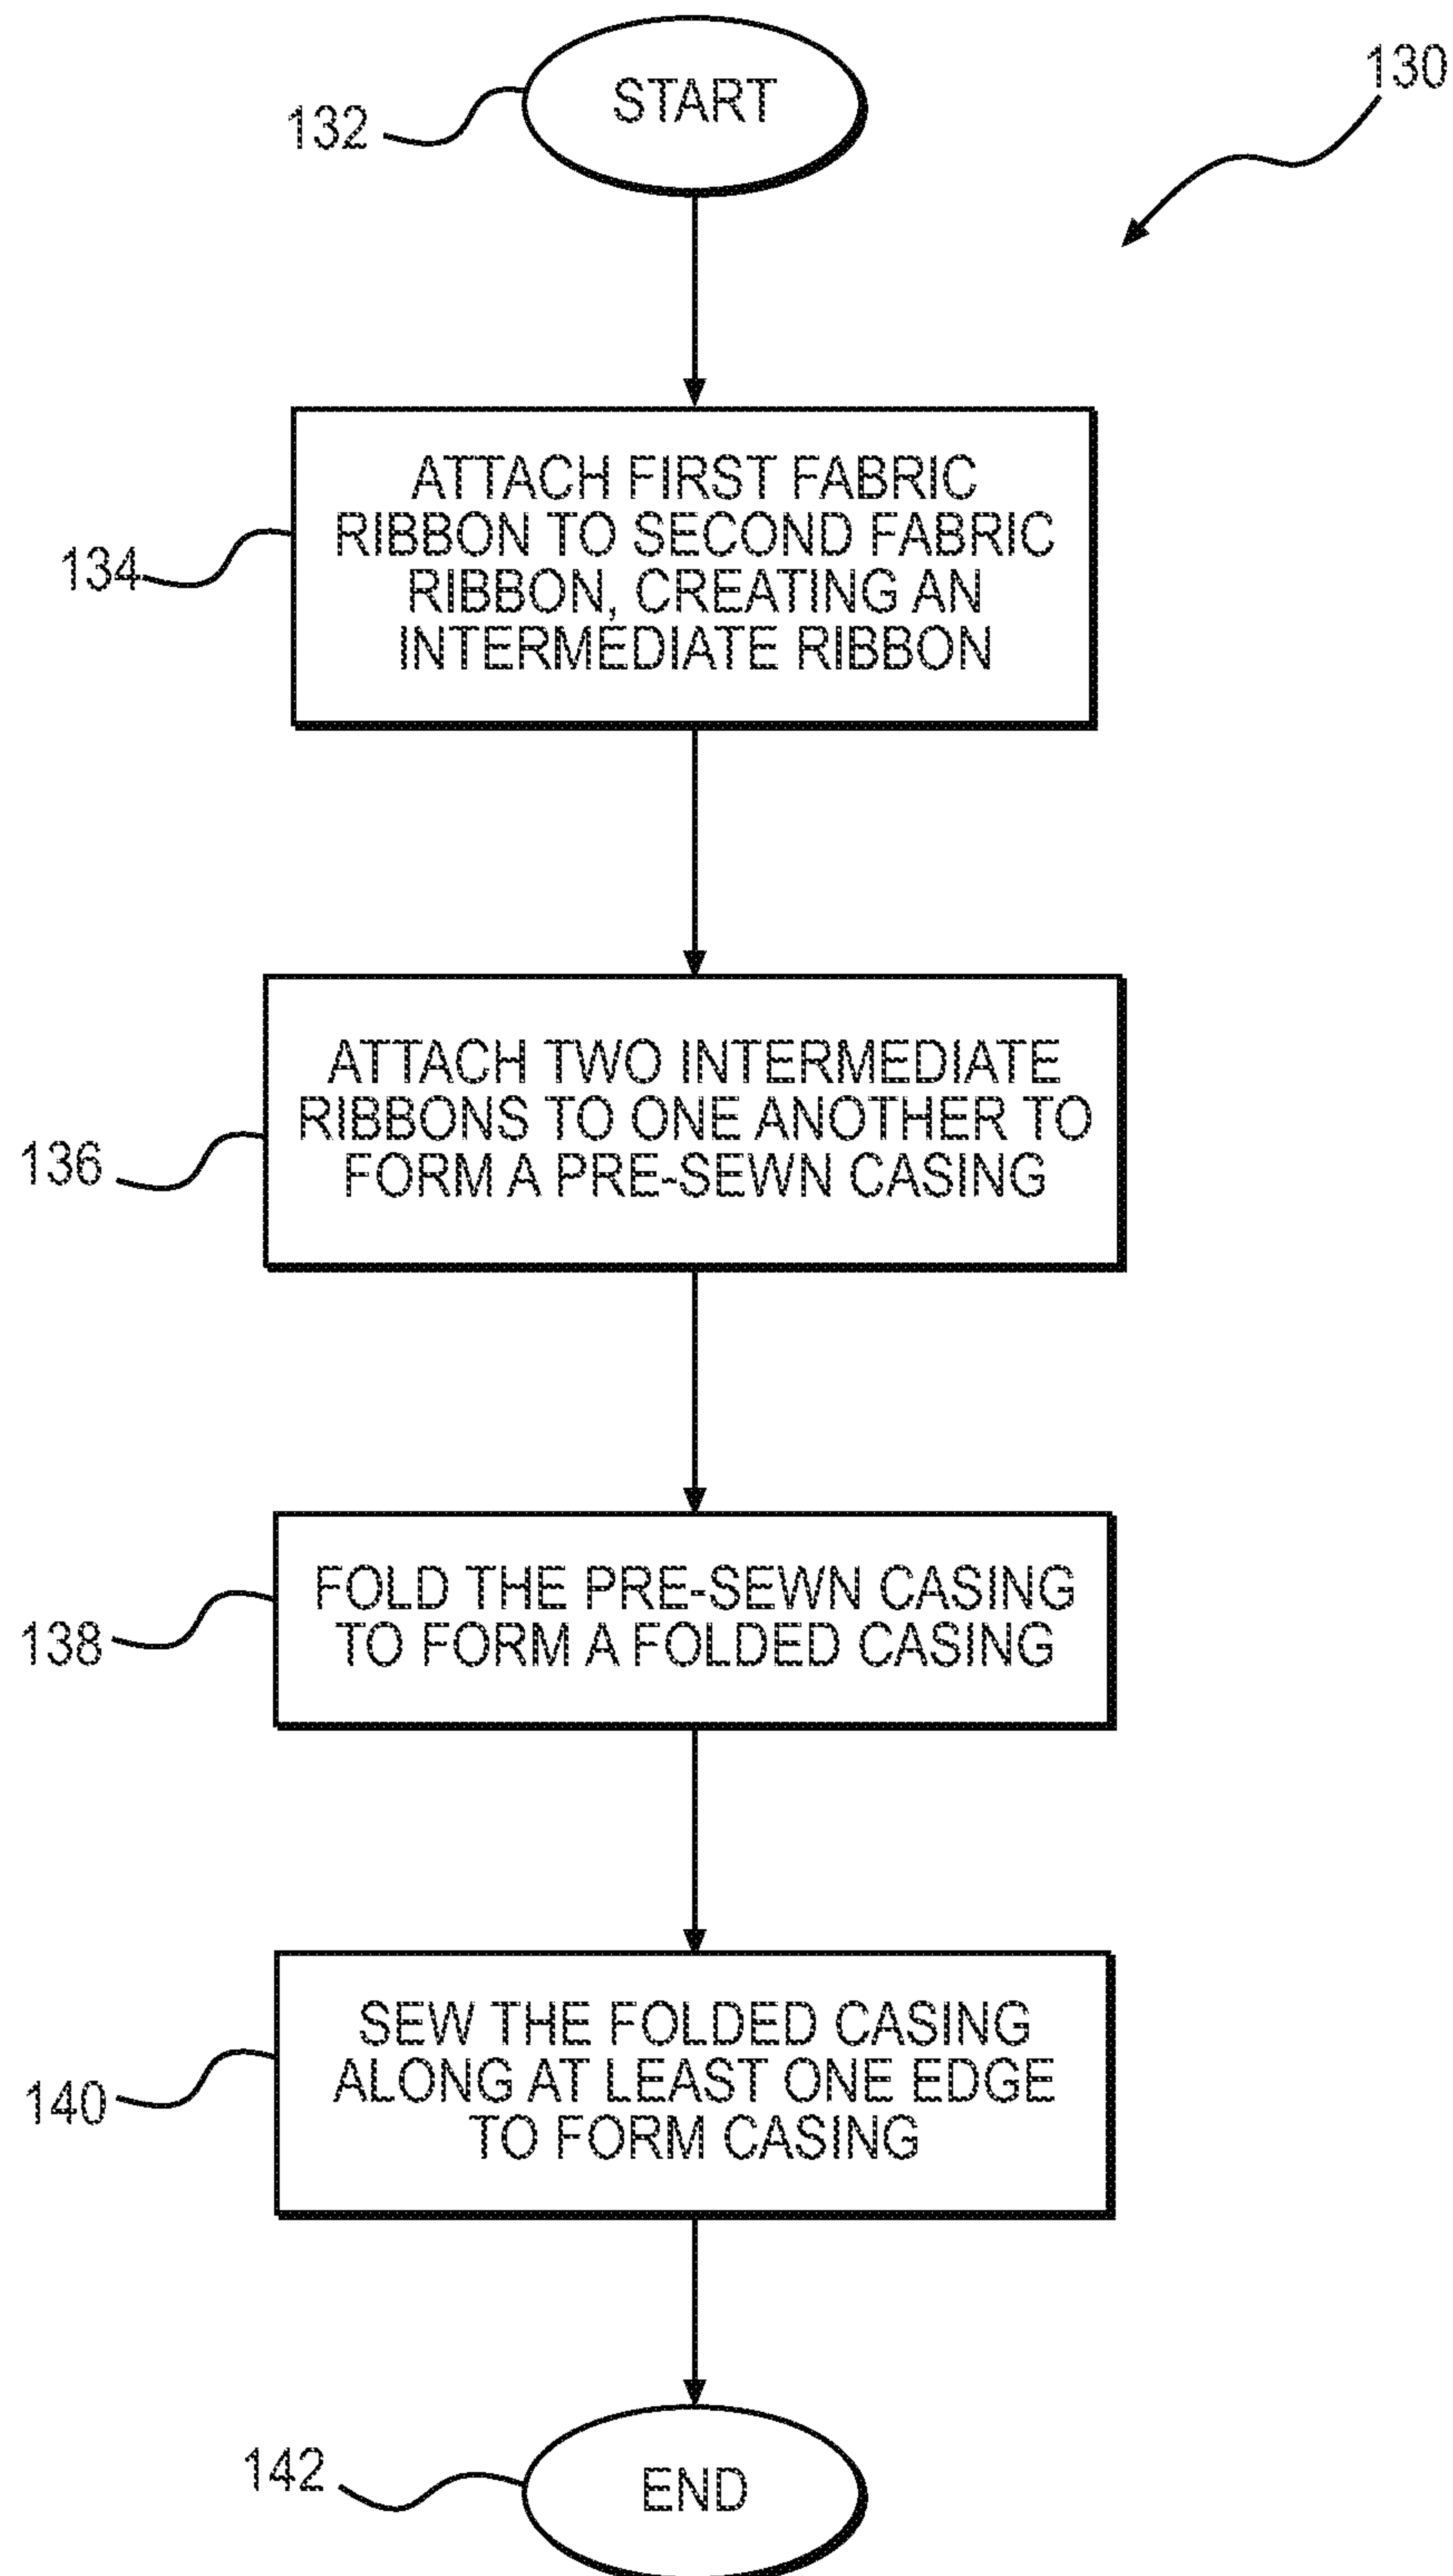 130
132
START
134
ATTACH FIRST FABRIC
RIBBON TO SECOND FABRIC
RIBBON, CREATING AN
INTERMEDIATE RIBBON
136
ATTACH TWO INTERMEDIATE
RIBBONS TO ONE ANOTHER TO
FORM A PRE-SEWN CASING
138
FOLD THE PRE-SEWN CASING
TO FORM A FOLDED CASING
140
SEW THE FOLDED CASING
ALONG AT LEAST ONE EDGE
TO FORM CASING
142
END